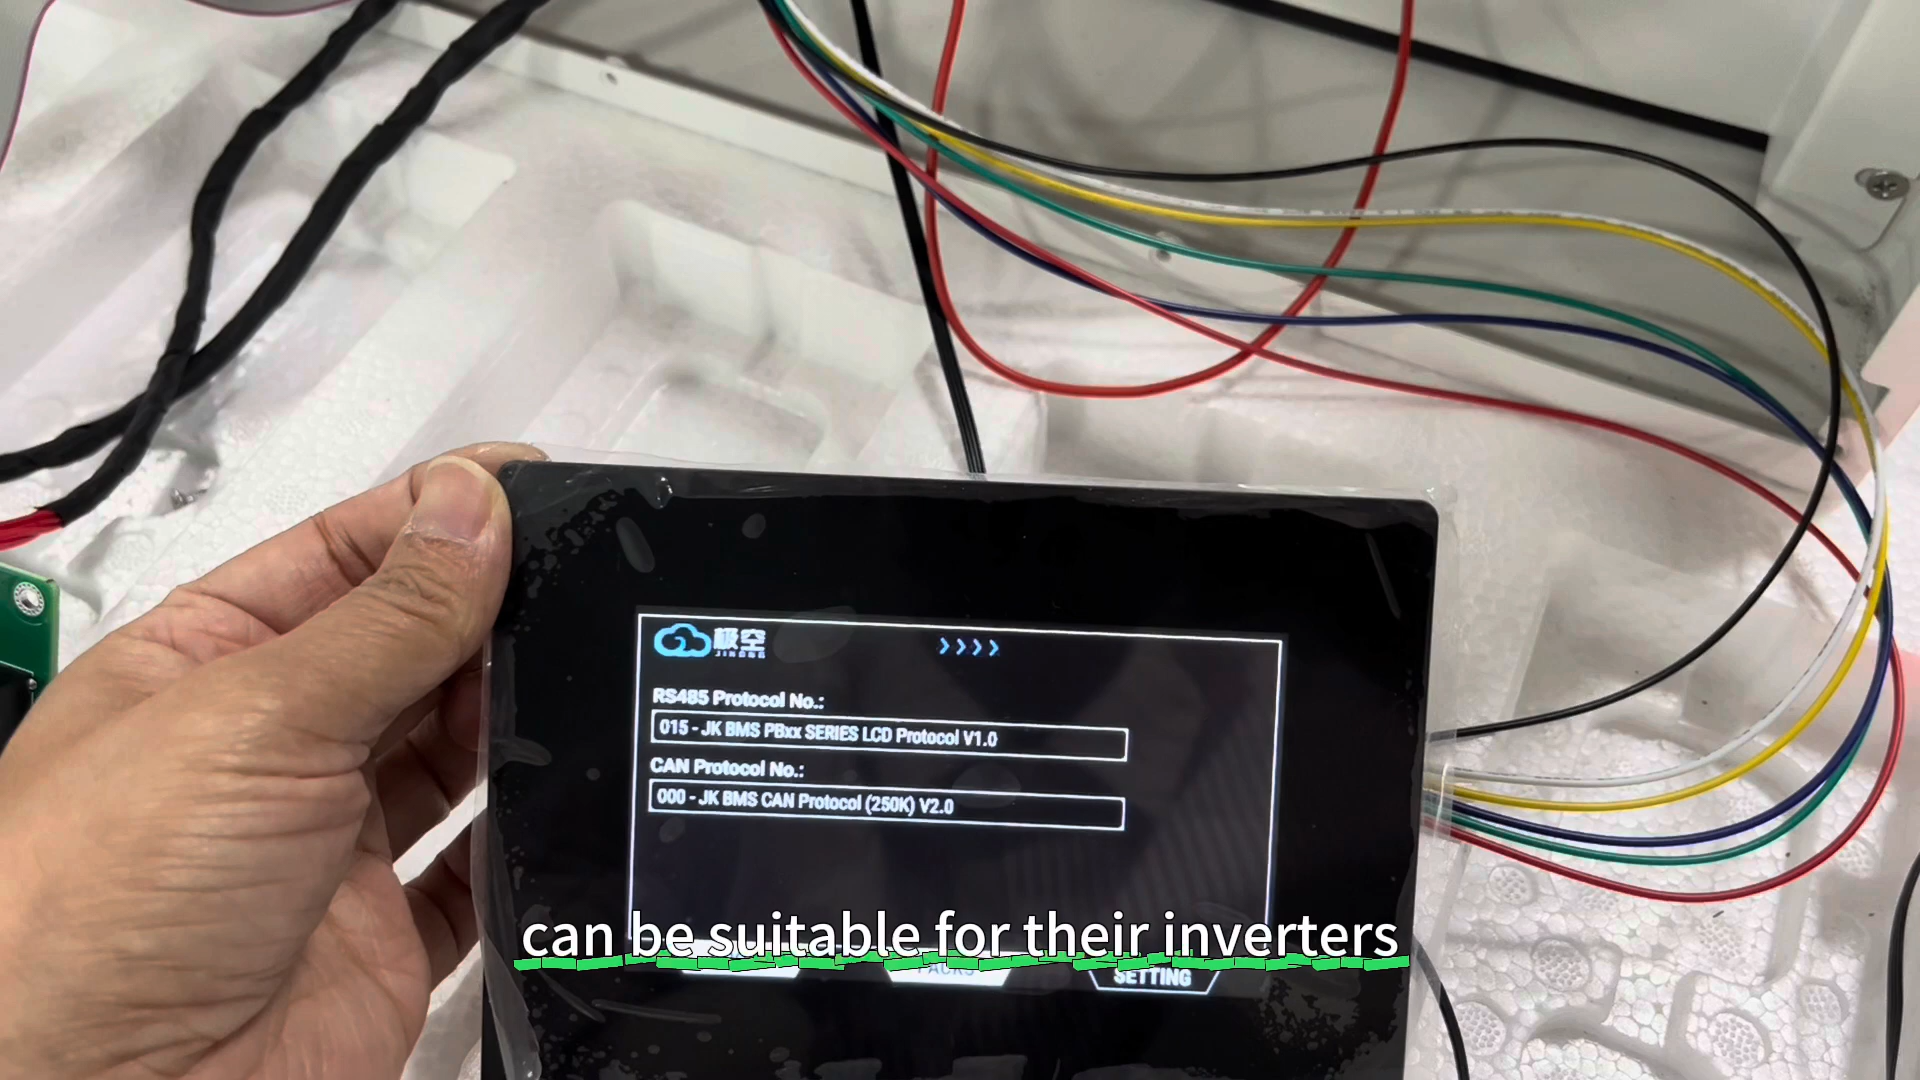 极空
JIKONG
RS485 Protocol No.:
015 - JK BMS PBxx SERIES LCD Protocol V1.0
CAN Protocol No.:
000 - JK BMS CAN Protocol (250K) V2.0
can be suitable for their inverters
PACKS
SETTING